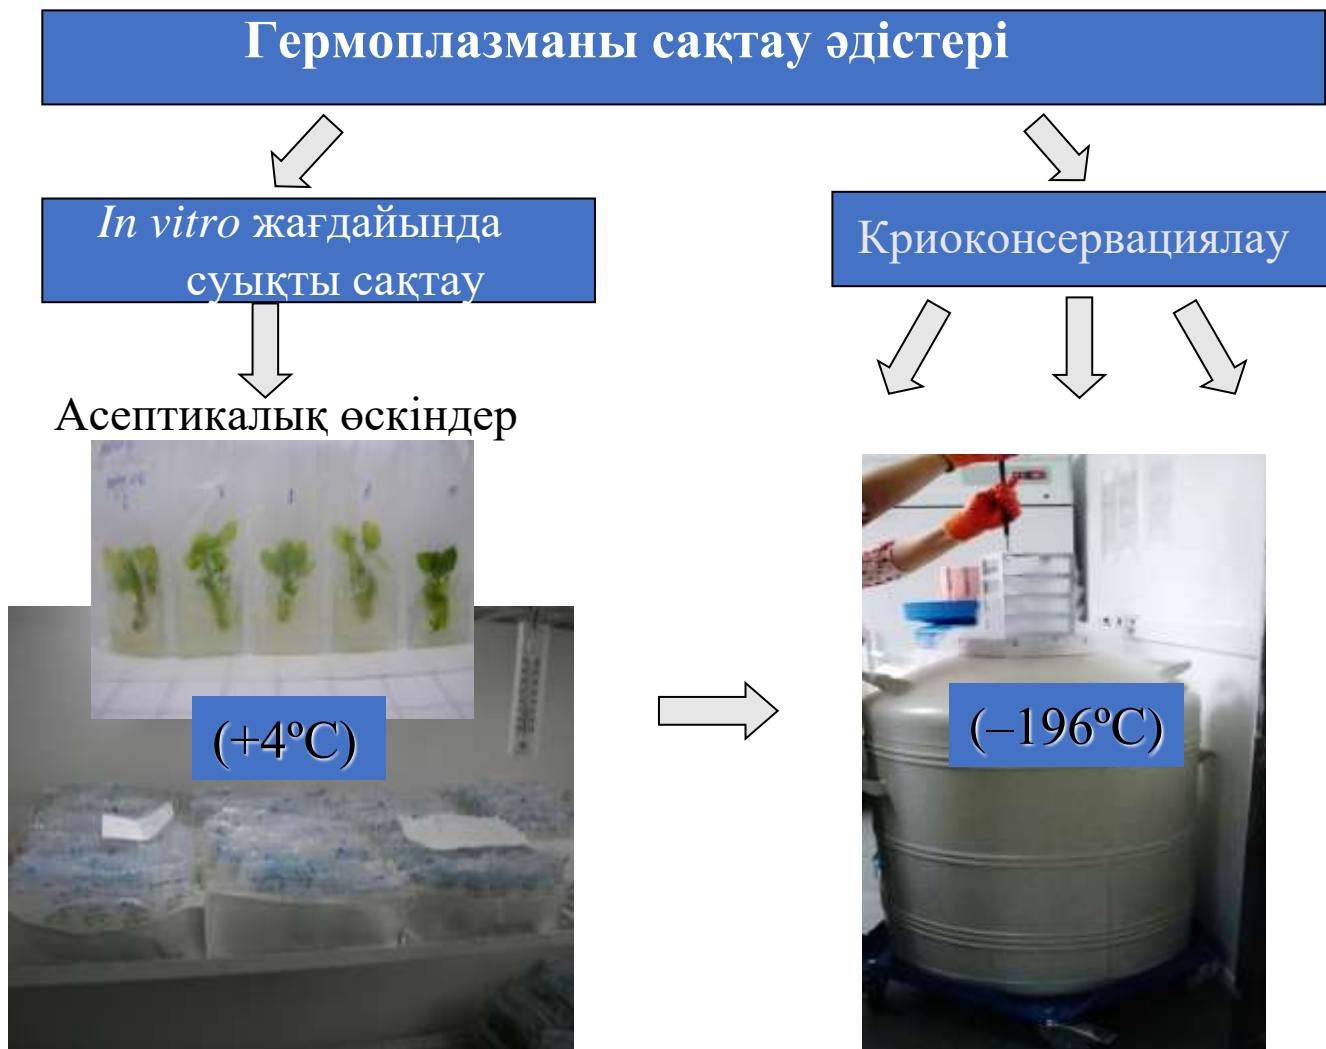 Гермоплазманы сақтау әдістері
In vitro жағдайында
суықты сақтау
Криоконсервациялау
Асептикалық өскіндер
(+4ºC)
(–196ºC)